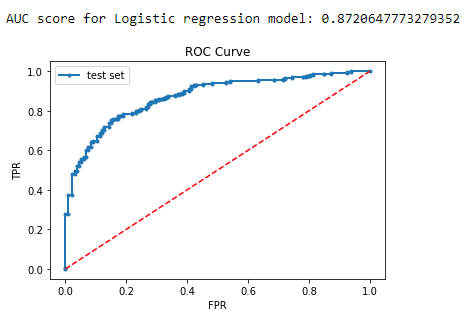 AUC score for Logistic regression model: 0.8720647773279352
ROC Curve
test set
TPR
1.0
0.8
0.6
0.4
0.2
0.0
0.0 0.2 0.4 0.6 0.8 1.0
FPR